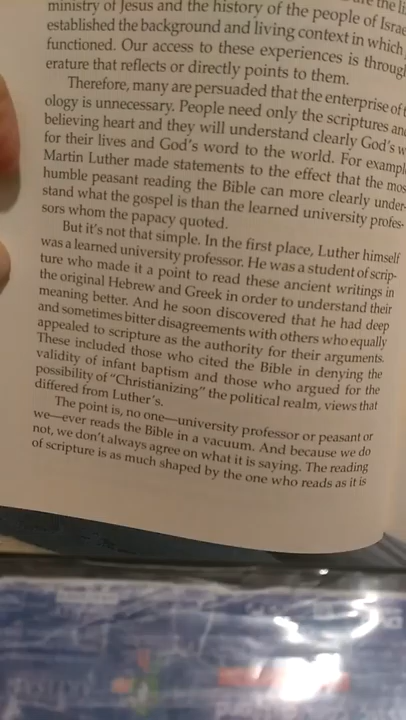 ministry of Jesus and the history of the people of Israe
established the background and living context in which
functioned. Our access to these experiences is through
erature that reflects or directly points to them.
Therefore, many are persuaded that the enterprise of t
ology is unnecessary. People need only the scriptures and
believing heart and they will understand clearly God's w
for their lives and God's word to the world. For exampl
Martin Luther made statements to the effect that the mos
humble peasant reading the Bible can more clearly under-
stand what the gospel is than the learned university profes-
sors whom the papacy quoted.
But it's not that simple. In the first place, Luther himself
was a learned university professor. He was a student of scrip-
ture who made it a point to read these ancient writings in
the original Hebrew and Greek in order to understand their
meaning better. And he soon discovered that he had deep
and sometimes bitter disagreements with others who equally
appealed to scripture as the authority for their arguments.
These included those who cited the Bible in denying the
validity of infant baptism and those who argued for the
possibility of "Christianizing" the political realm, views that
differed from Luther's.
The point is, no one—university professor or peasant or
we—ever reads the Bible in a vacuum. And because we do
not, we don't always agree on what it is saying. The reading
of scripture is as much shaped by the one who reads as it is